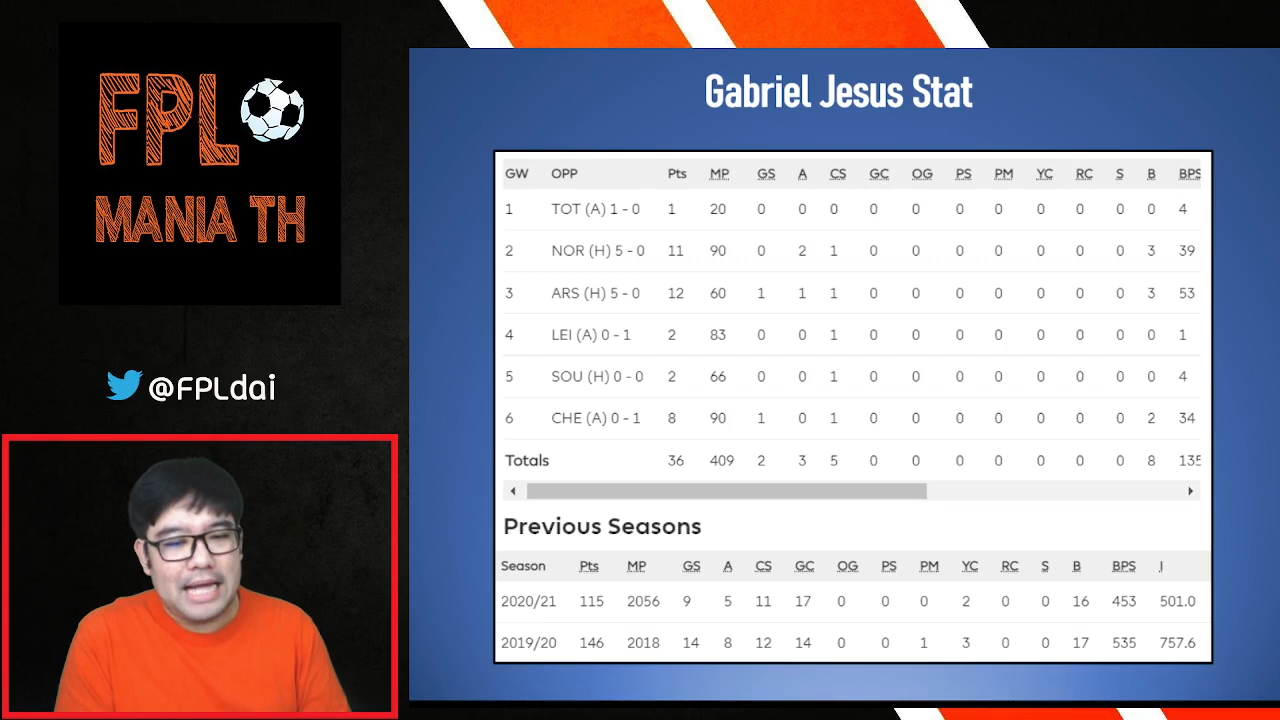 FPL
MANIA TH
@FPLdai
Gabriel Jesus Stat
GW OPP Pts MP GS A CS GC OG PS PM YC RC S B BPS
1 TOT (A) 1 - 0 1 20 0 0 0 0 0 0 0 0 0 0 0 4
2 NOR (H) 5 - 0 11 90 0 2 1 0 0 0 0 0 0 0 3 39
3 ARS (H) 5 - 0 12 60 1 1 1 0 0 0 0 0 0 0 3 53
4 LEI (A) 0 - 1 2 83 0 0 1 0 0 0 0 0 0 0 0 1
5 SOU (H) 0 - 0 2 66 0 0 1 0 0 0 0 0 0 0 0 4
6 CHE (A) 0 - 1 8 90 1 0 1 0 0 0 0 0 0 0 2 34
Totals 36 409 2 3 5 0 0 0 0 0 0 0 8 135
Previous Seasons
Season Pts MP GS A CS GC OG PS PM YC RC S B BPS I
2020/21 115 2056 9 5 11 17 0 0 0 2 0 0 16 453 501.0
2019/20 146 2018 14 8 12 14 0 0 1 3 0 0 17 535 757.6